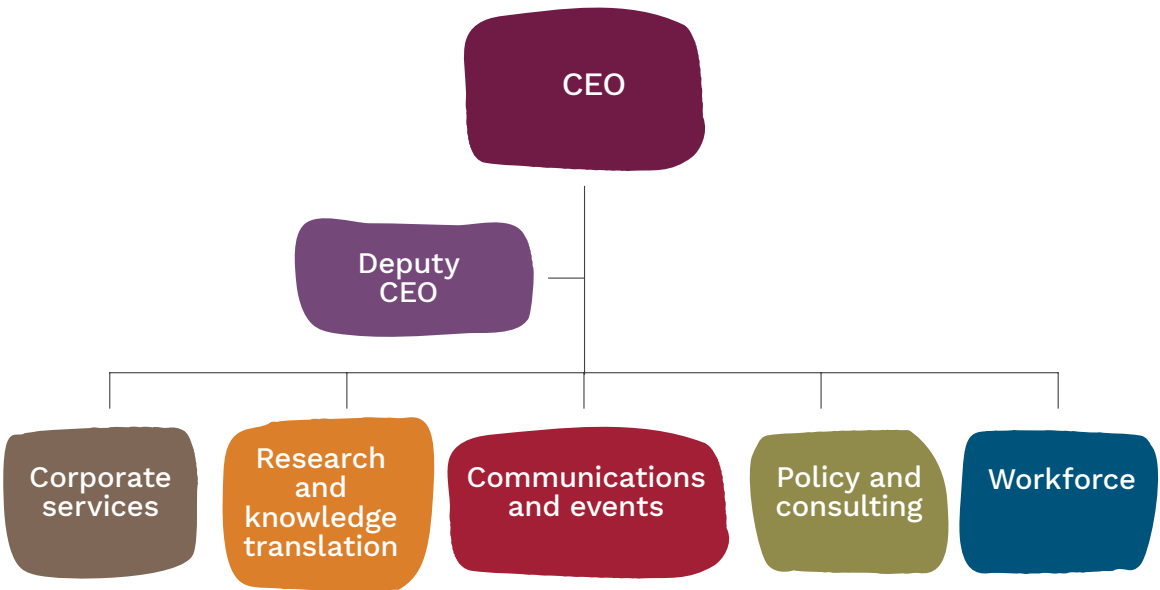 CEO
Deputy
CEO
Corporate
services
Research
and
knowledge
translation
Communications
and events
Policy and
consulting
Workforce